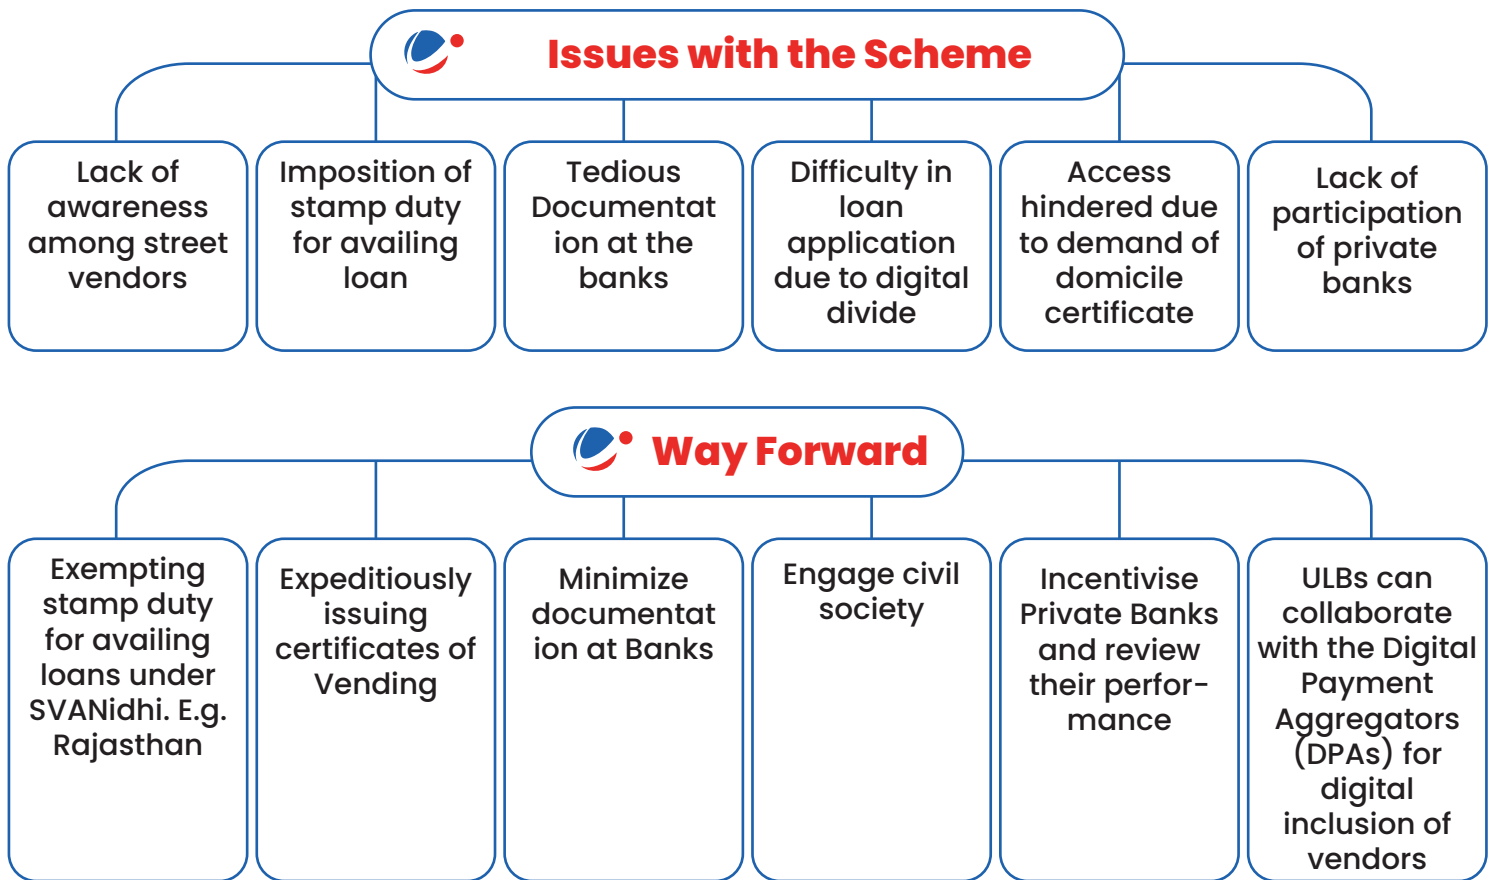 Issues with the Scheme
Lack of
awareness
among street
vendors
Imposition of
stamp duty
for availing
loan
Tedious
Documentat
ion at the
banks
Difficulty in
loan
application
due to digital
divide
Access
hindered due
to demand of
domicile
certificate
Lack of
participation
of private
banks
Way Forward
Exempting
stamp duty
for availing
loans under
SVANidhi. E.g.
Rajasthan
Expeditiously
issuing
certificates of
Vending
Minimize
documentat
ion at Banks
Engage civil
society
Incentivise
Private Banks
and review
their perfor-
mance
ULBs can
collaborate
with the Digital
Payment
Aggregators
(DPAs) for
digital
inclusion of
vendors